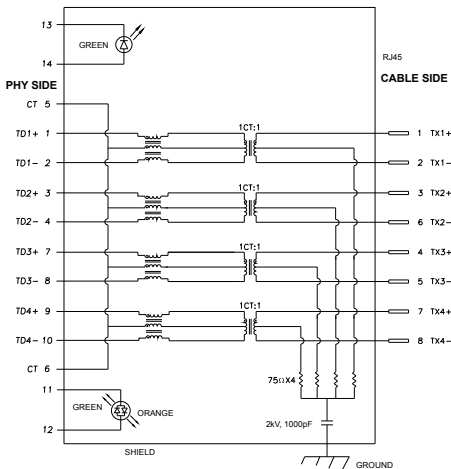 13
GREEN
14
RJ45
PHY SIDE
CABLE SIDE
CT 5
1CT:1
TD1+ 1
1 TX1+
TD1- 2
2 TX1-
1CT:1
TD2+ 3
3 TX2+
TD2- 4
6 TX2-
1CT:1
TD3+ 7
4 TX3+
TD3- 8
5 TX3-
1CT:1
TD4+ 9
7 TX4+
TD4- 10
8 TX4-
CT 6
75ΩX4
11
GREEN
ORANGE
2kV, 1000pF
12
SHIELD
GROUND